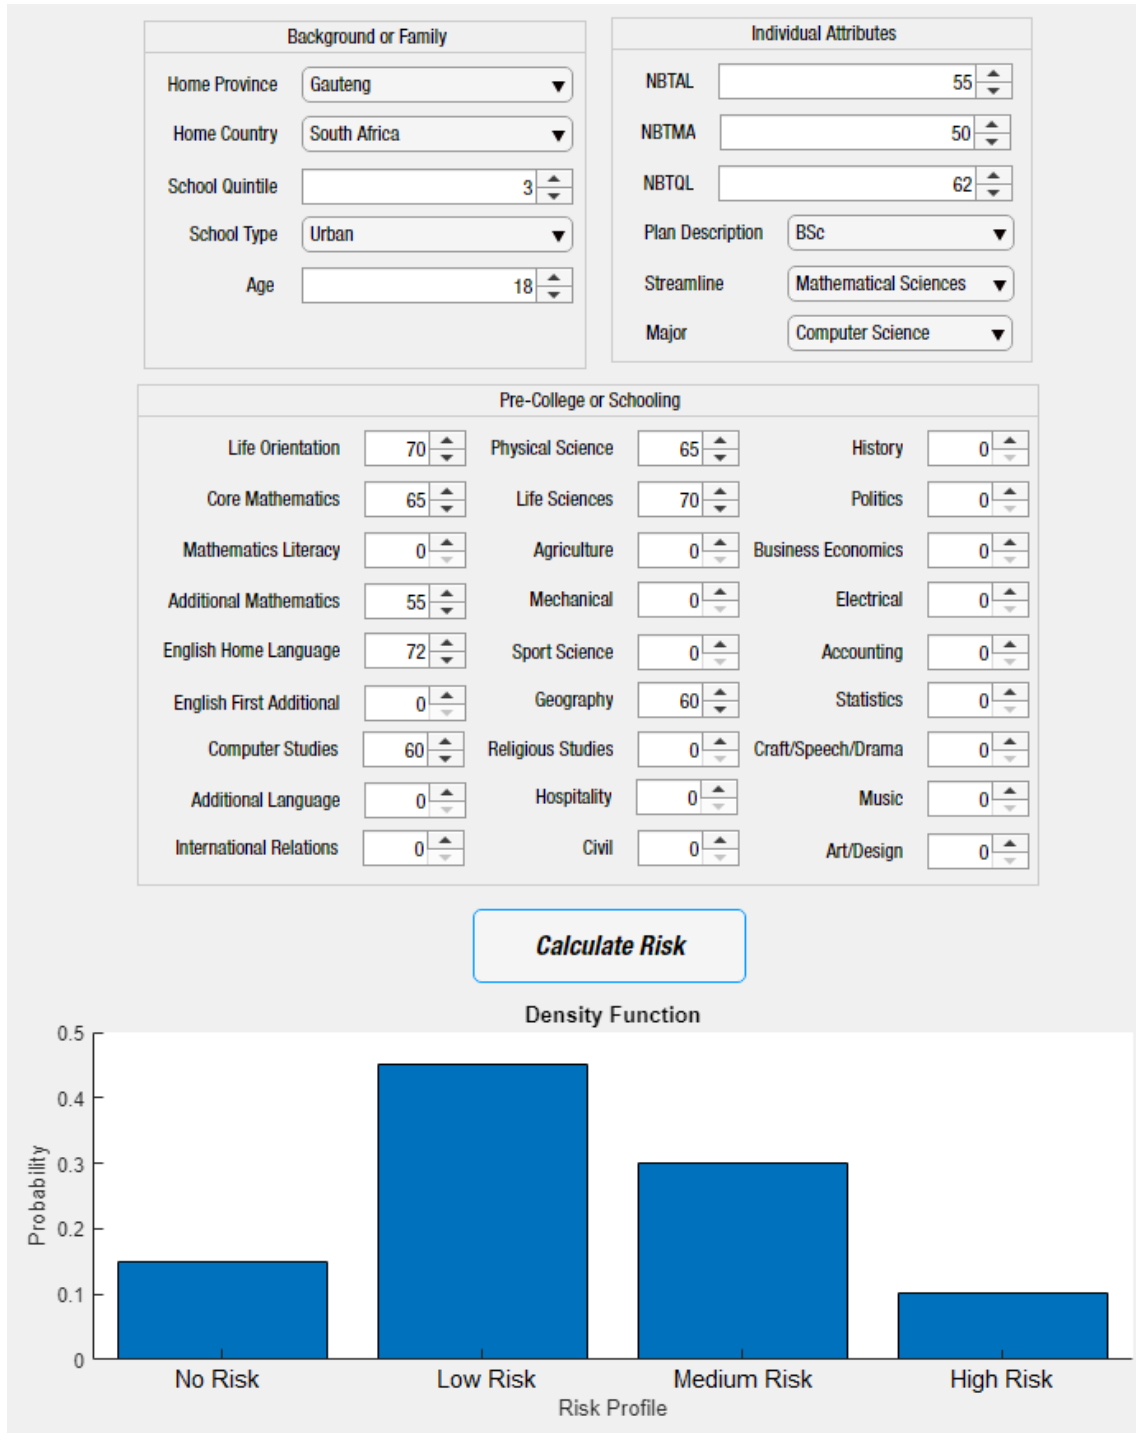 Background or Family
Home Province Gauteng
Home Country South Africa
School Quintile 3
School Type Urban
Age 18
Individual Attributes
NBTAL 55
NBTMA 50
NBTQL 62
Plan Description BSc
Streamline Mathematical Sciences
Major Computer Science
Pre-College or Schooling
Life Orientation 70 Physical Science 65 History 0
Core Mathematics 65 Life Sciences 70 Politics 0
Mathematics Literacy 0 Agriculture 0 Business Economics 0
Additional Mathematics 55 Mechanical 0 Electrical 0
English Home Language 72 Sport Science 0 Accounting 0
English First Additional 0 Geography 60 Statistics 0
Computer Studies 60 Religious Studies 0 Craft/Speech/Drama 0
Additional Language 0 Hospitality 0 Music 0
International Relations 0 Civil 0 Art/Design 0
Calculate Risk
Density Function
0.5
0.4
0.3
0.2
0.1
0
Probability
No Risk Low Risk Medium Risk High Risk
Risk Profile